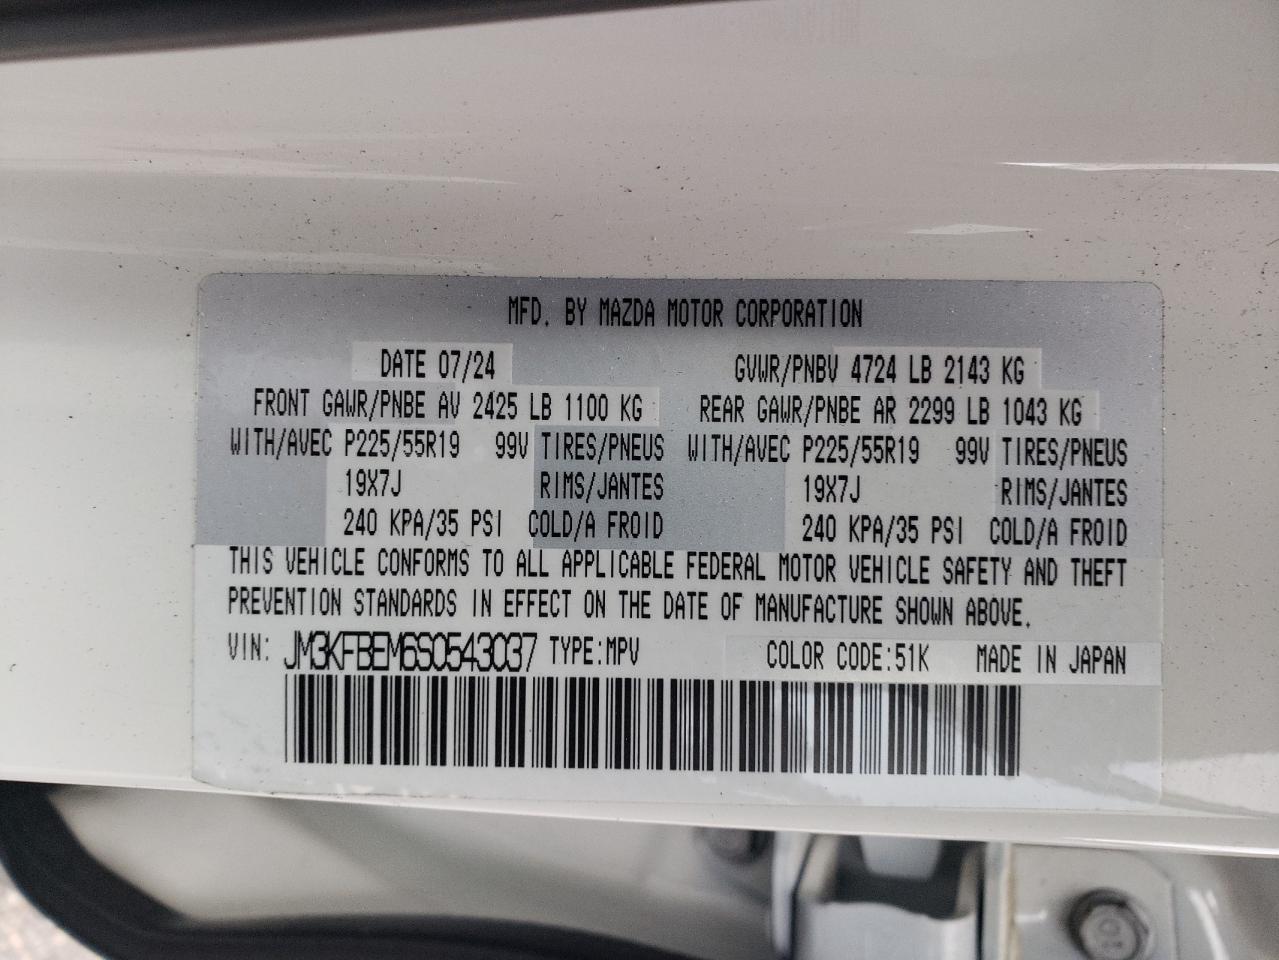 MFD. BY MAZDA MOTOR CORPORATION
DATE 07/24 GVWR/PNBV 4724 LB 2143 KG
FRONT GAWR/PNBE AV 2425 LB 1100 KG REAR GAWR/PNBE AR 2299 LB 1043 KG
WITH/AVEC P225/55R19 99V TIRES/PNEUS WITH/AVEC P225/55R19 99V TIRES/PNEUS
19X7J RIMS/JANTES 19X7J RIMS/JANTES
240 KPA/35 PSI COLD/A FROID 240 KPA/35 PSI COLD/A FROID
THIS VEHICLE CONFORMS TO ALL APPLICABLE FEDERAL MOTOR VEHICLE SAFETY AND THEFT
PREVENTION STANDARDS IN EFFECT ON THE DATE OF MANUFACTURE SHOWN ABOVE.
VIN: JM3KFBEM6S0543037 TYPE:MPV COLOR CODE:51K MADE IN JAPAN